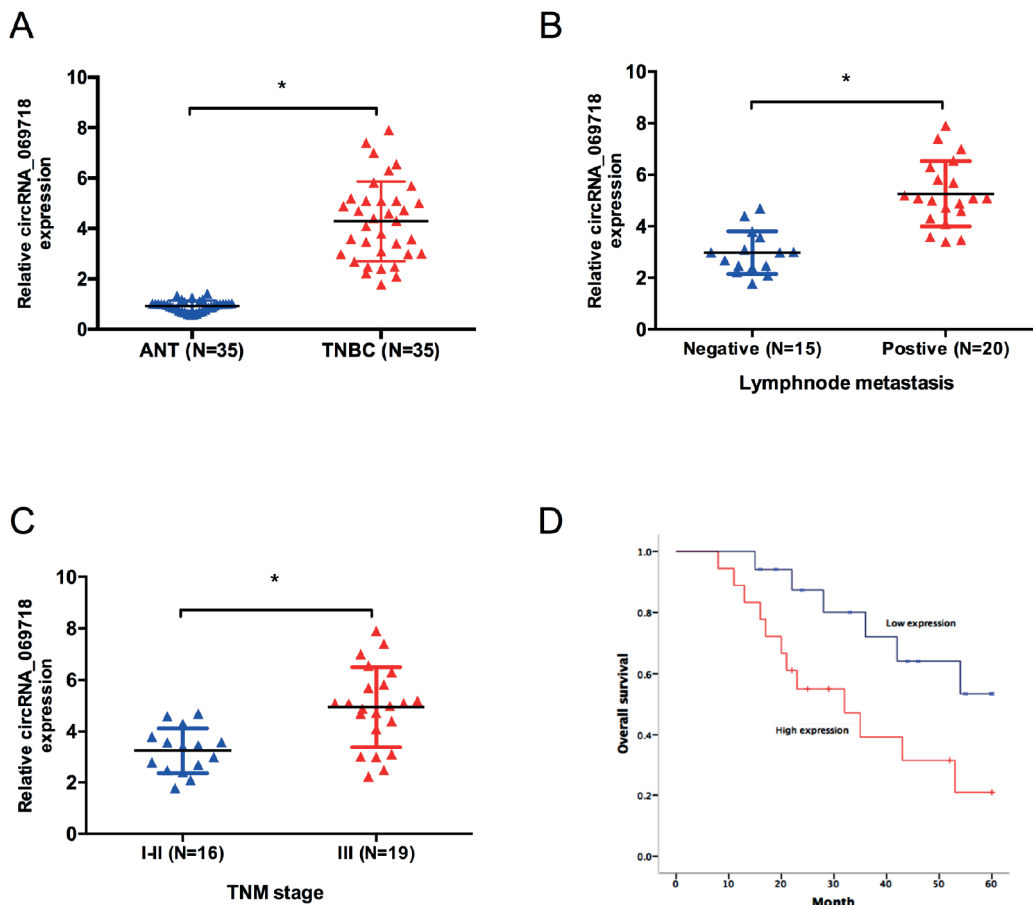 A
Relative circRNA_069718
expression
10
8
6
4
2
0
*
ANT (N=35)
TNBC (N=35)
B
Relative circRNA_069718
expression
10
8
6
4
2
0
*
Negative (N=15)
Postive (N=20)
Lymphnode metastasis
C
Relative circRNA_069718
expression
10
8
6
4
2
0
*
I-II (N=16)
III (N=19)
TNM stage
D
Overall survival
1.0
0.8
0.6
0.4
0.2
0.0
Low expression
High expression
0
10
20
30
40
50
60
Month